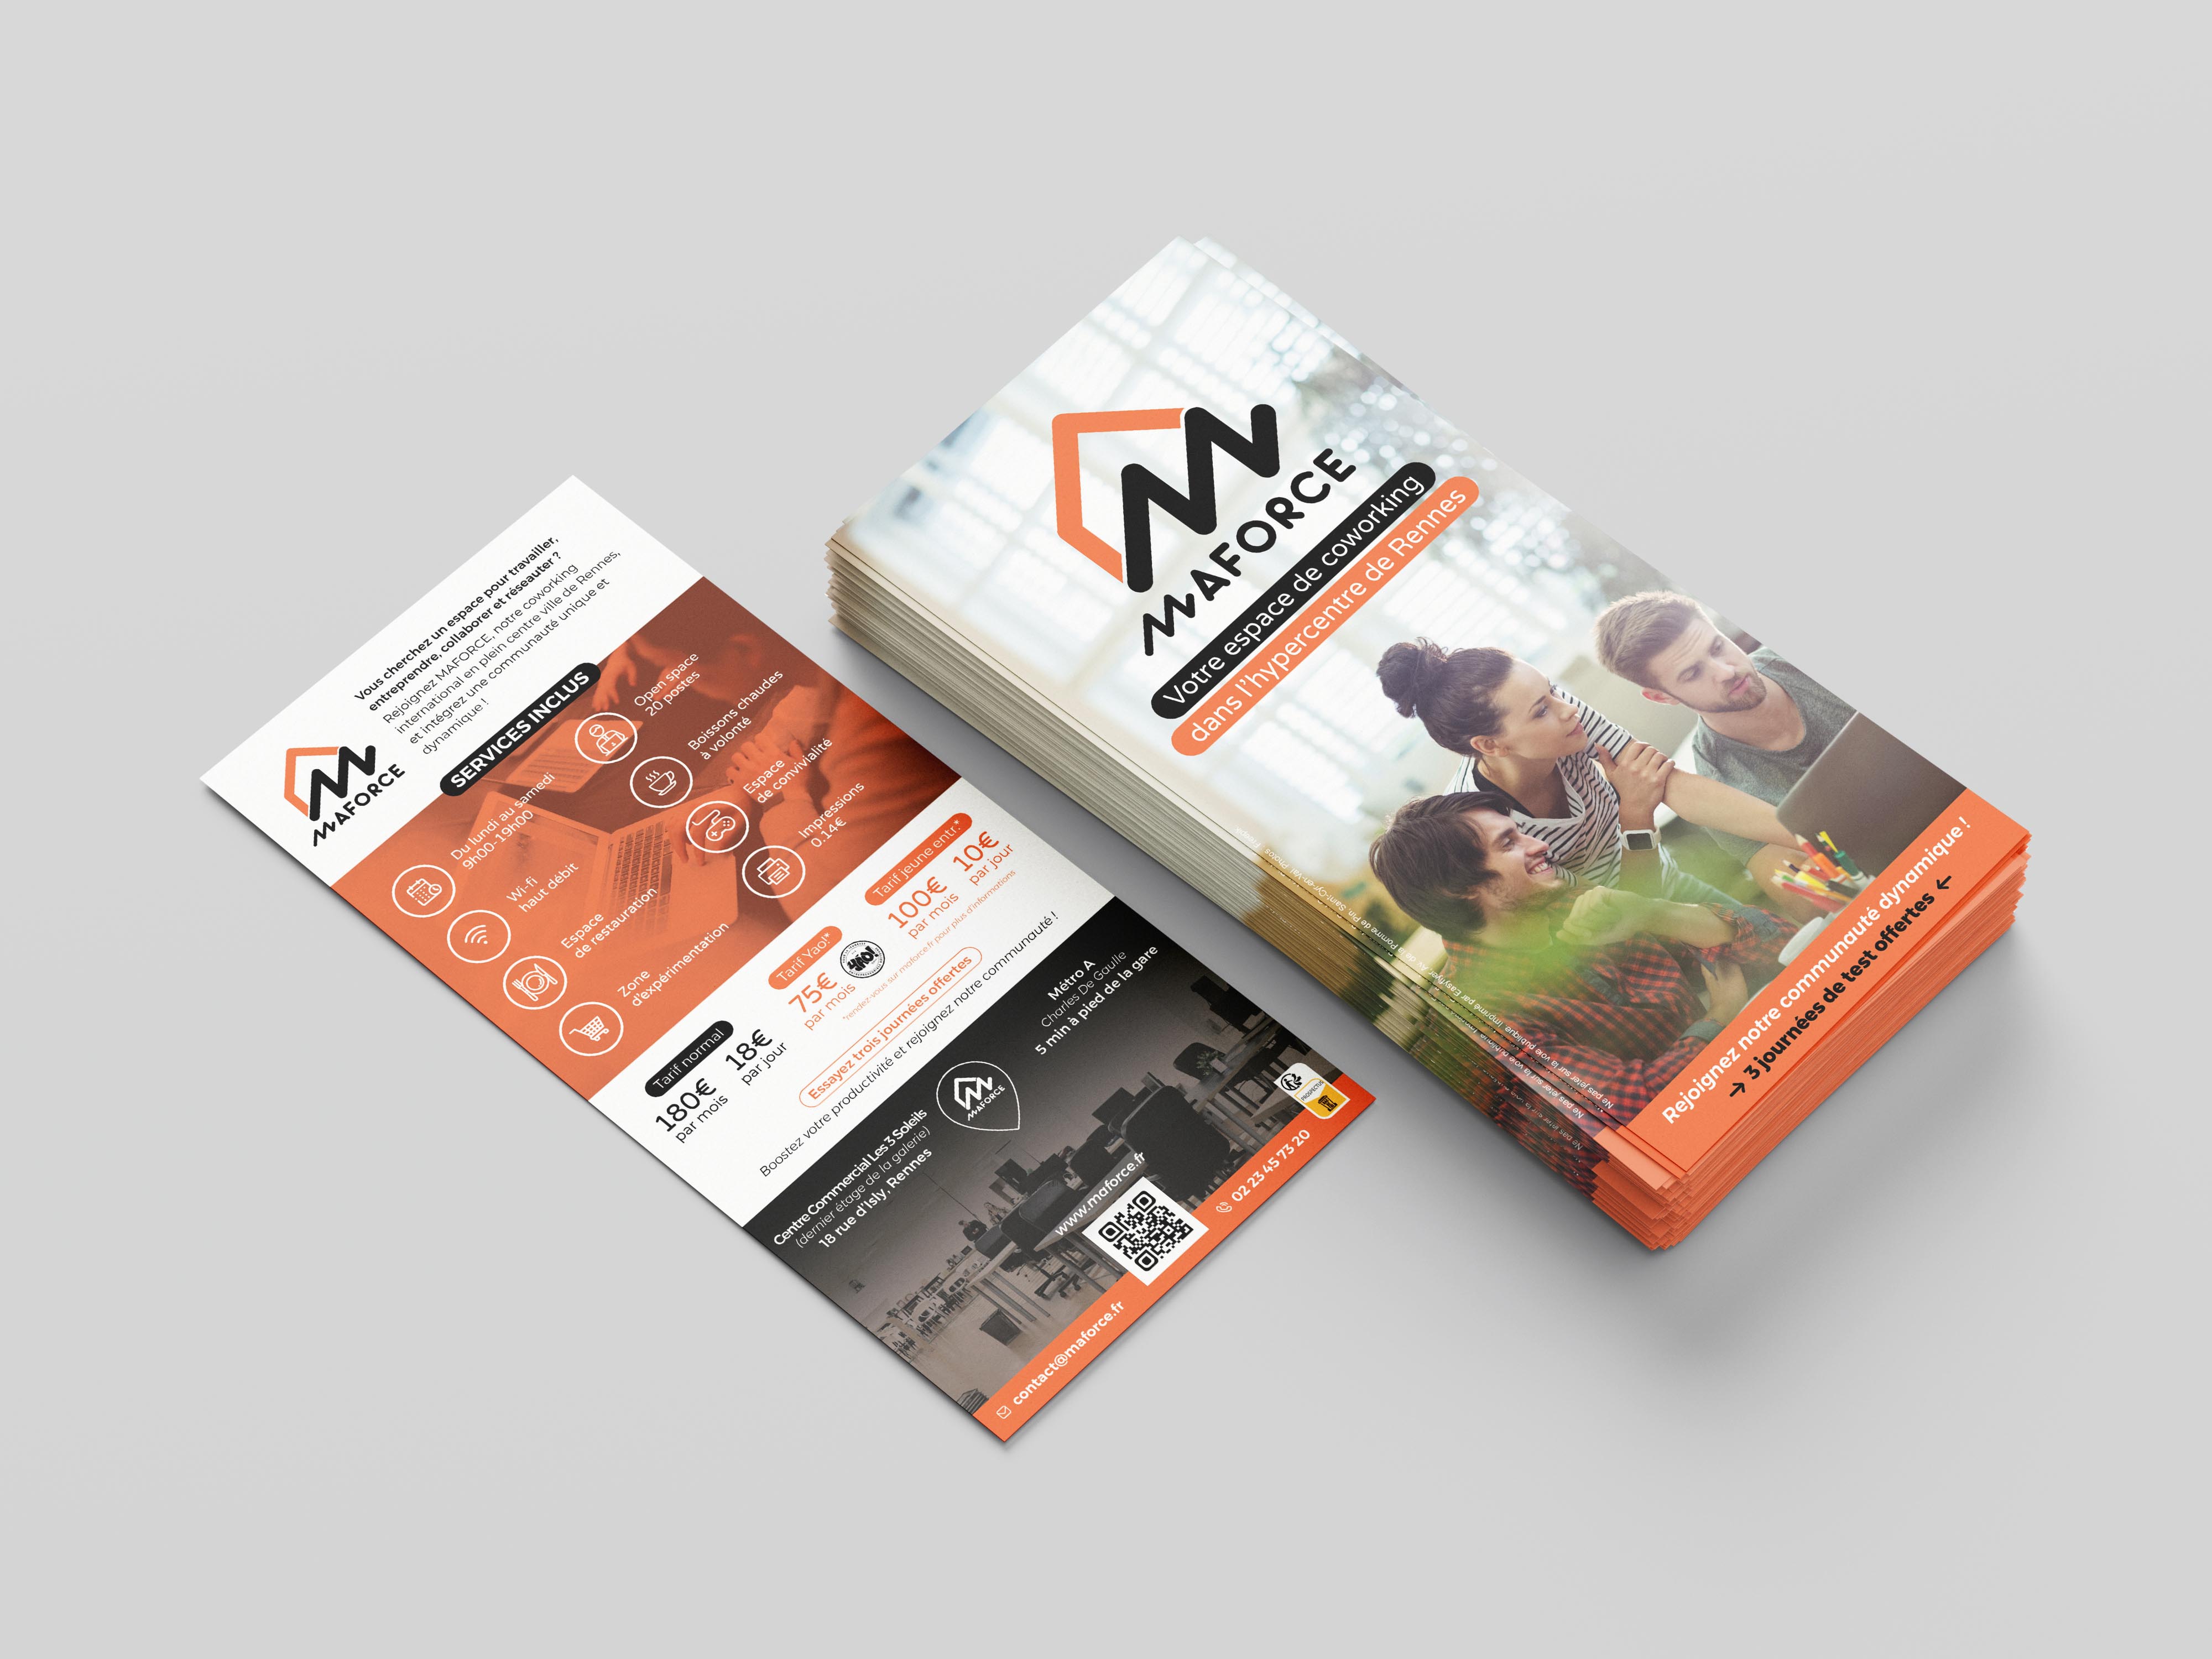 MAFORCE
Vous cherchez un espace pour travailler,
entreprendre, collaborer et réseauter ?
Rejoignez MAFORCE, notre coworking
international en plein centre ville de Rennes,
et intégrez une communauté unique et
dynamique !
SERVICES INCLUS
Du lundi au samedi
9h00-19h00
Wi-fi
haut débit
Espace
de restauration
Zone
d'expérimentation
Open space
20 postes
Boissons chaudes
à volonté
Espace
de convivialité
Impressions
0.14€
Tarif normal
180€
par mois
18€
par jour
Tarif Yao!*
75€
par mois
YAO!
Tarif jeune entr.*
100€
par mois
10€
par jour
*rendez-vous sur maforce.fr pour plus d'informations
Essayez trois journées offertes
Boostez votre productivité et rejoignez notre communauté !
Centre Commercial Les 3 Soleils
(dernier étage de la galerie)
18 rue d'Isly, Rennes
MAFORCE
Métro A
Charles De Gaulle
5 min à pied de la gare
www.maforce.fr
PROSPECTUS
contact@maforce.fr
02 23 45 73 20
MAFORCE
Votre espace de coworking
dans l'hypercentre de Rennes
Rejoignez notre communauté dynamique !
→ 3 journées de test offertes ←
Ne pas jeter sur la voie publique